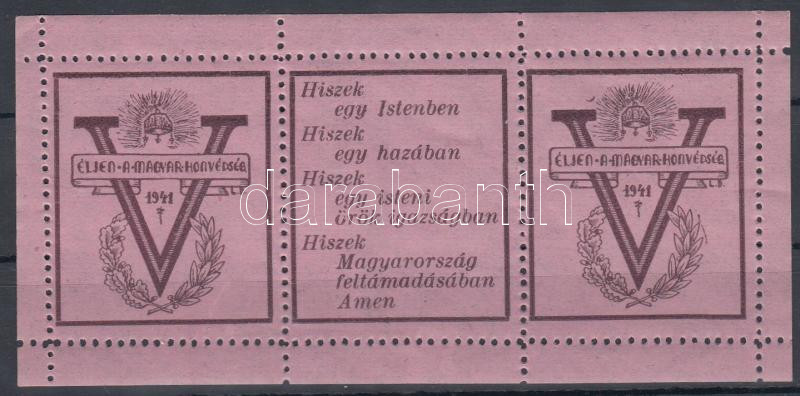 ÉLJEN·A·MAGYAR·HONVÉDSÉG
1941
L.D.
Hiszek
egy Istenben
Hiszek
egy hazában
Hiszek
egy isteni
örök igazságban
Hiszek
Magyarország
feltámadásában
Amen
ÉLJEN·A·MAGYAR·HONVÉDSÉG
1941
L.D.
darabanth